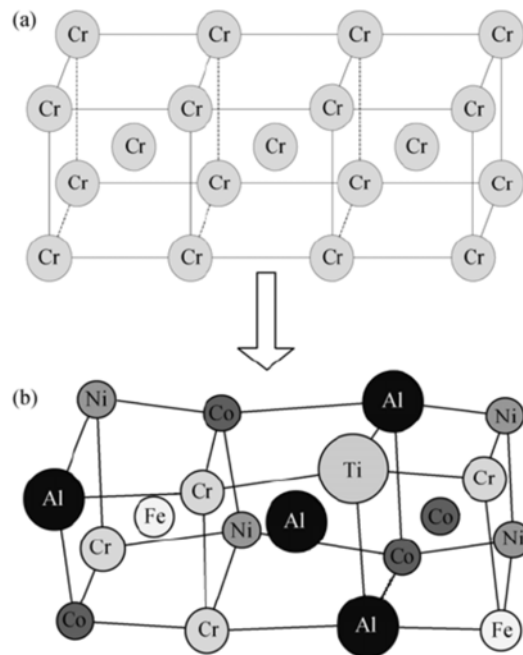 (a)
Cr Cr Cr Cr
Cr Cr Cr Cr
Cr Cr Cr
Cr Cr Cr Cr
Cr Cr Cr Cr
(b)
Ni Co Al Ni
Al Cr Ti Cr
Fe Al Co
Cr Ni Co Ni
Co Cr Al Fe